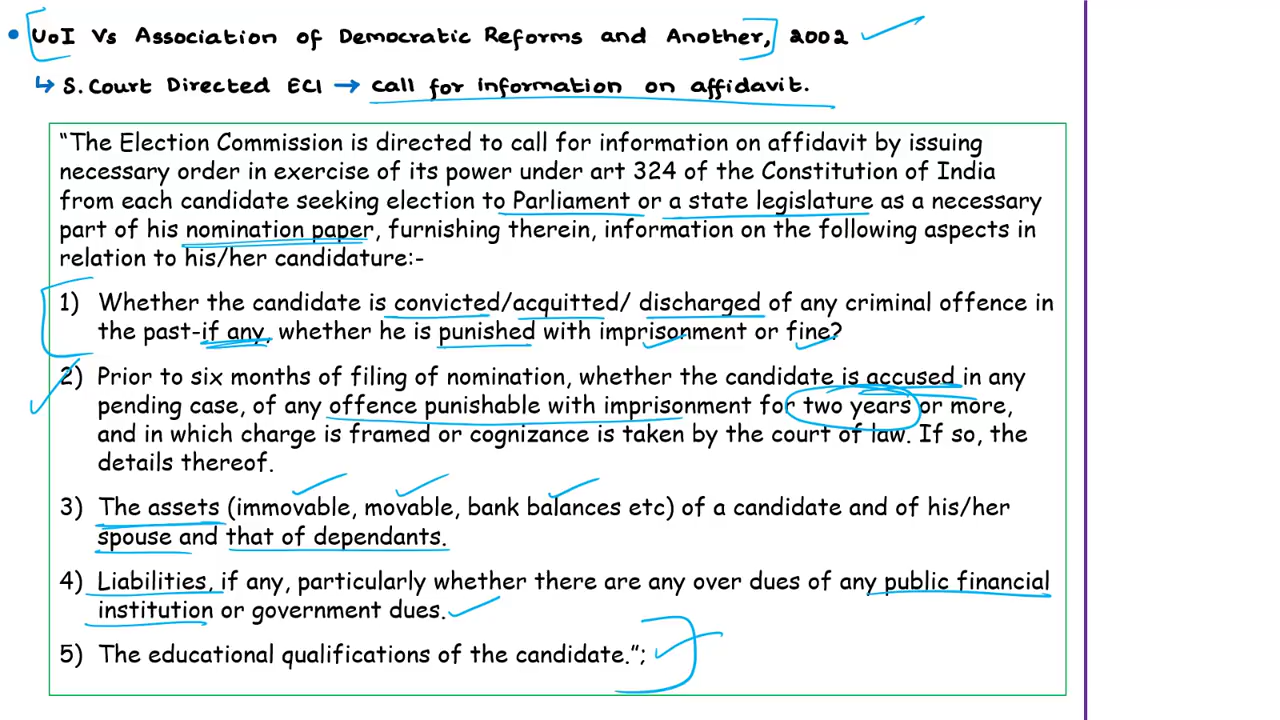 UoI Vs Association of Democratic Reforms and Another, 2002
S. Court Directed ECI → call for information on affidavit.
“The Election Commission is directed to call for information on affidavit by issuing
necessary order in exercise of its power under art 324 of the Constitution of India
from each candidate seeking election to Parliament or a state legislature as a necessary
part of his nomination paper, furnishing therein, information on the following aspects in
relation to his/her candidature:-
1) Whether the candidate is convicted/acquitted/ discharged of any criminal offence in
the past-if any, whether he is punished with imprisonment or fine?
2) Prior to six months of filing of nomination, whether the candidate is accused in any
pending case, of any offence punishable with imprisonment for two years or more,
and in which charge is framed or cognizance is taken by the court of law. If so, the
details thereof.
3) The assets (immovable, movable, bank balances etc) of a candidate and of his/her
spouse and that of dependants.
4) Liabilities, if any, particularly whether there are any over dues of any public financial
institution or government dues.
5) The educational qualifications of the candidate.”;